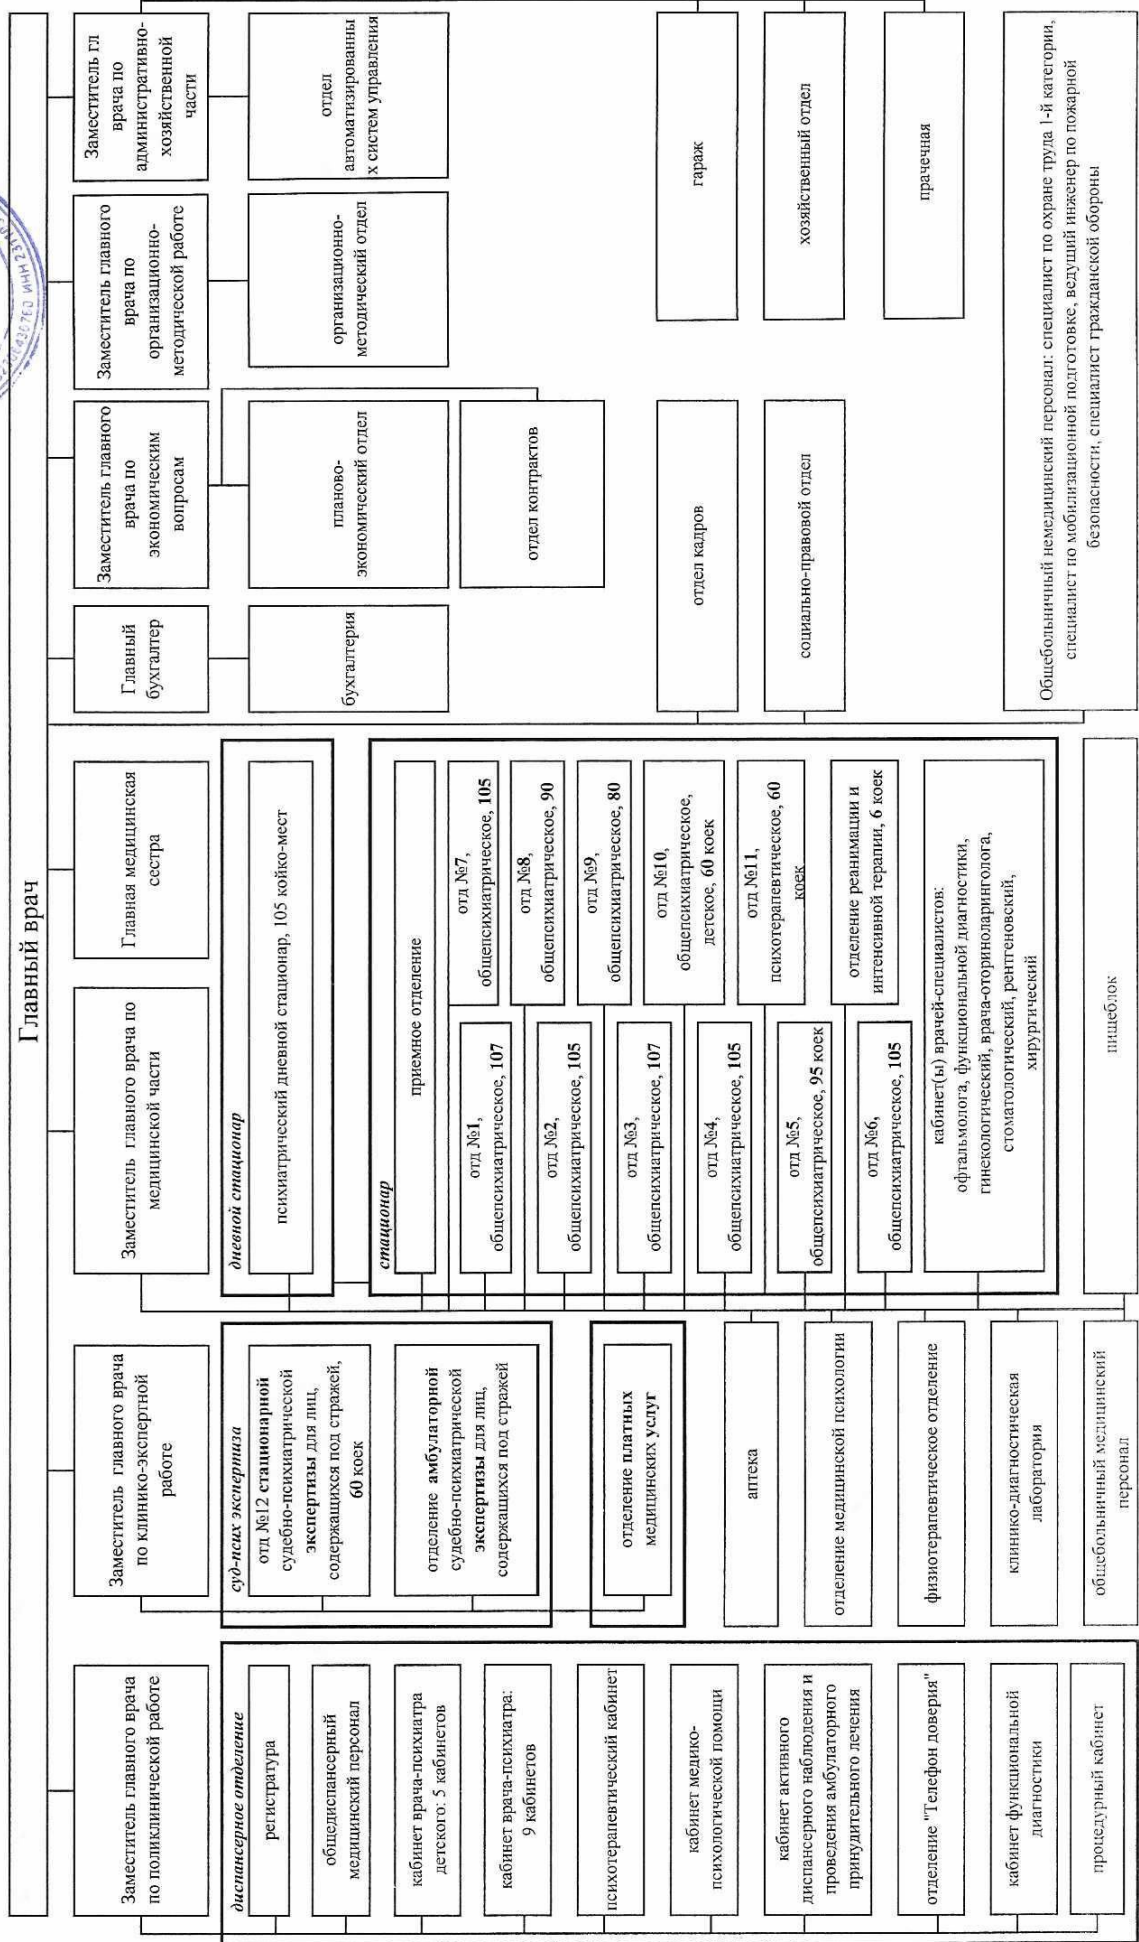 Главный врач
Заместитель главного врача
по поликлинической работе
Заместитель главного врача
по клинико-экспертной
работе
Заместитель главного врача по
медицинской части
Главная медицинская
сестра
Главный
бухгалтер
Заместитель главного
врача по
экономическим
вопросам
Заместитель главного
врача по
организационно-
методической работе
Заместитель гл
врача по
административно-
хозяйственной
части
диспансерное отделение
регистратура
общедиспансерный
медицинский персонал
кабинет врача-психиатра
детского: 5 кабинетов
кабинет врача-психиатра:
9 кабинетов
психотерапевтический кабинет
кабинет медико-
психологической помощи
кабинет активного
диспансерного наблюдения и
проведения амбулаторного
принудительного лечения
отделение "Телефон доверия"
кабинет функциональной
диагностики
процедурный кабинет
суд-псих экспертиза
отд №12 стационарной
судебно-психиатрической
экспертизы для лиц,
содержащихся под стражей,
60 коек
отделение амбулаторной
судебно-психиатрической
экспертизы для лиц,
содержащихся под стражей
отделение платных
медицинских услуг
аптека
отделение медицинской психологии
физиотерапевтическое отделение
клинико-диагностическая
лаборатория
общебольничный медицинский
персонал
дневной стационар
психиатрический дневной стационар, 105 койко-мест
стационар
приемное отделение
отд №1,
общепсихиатрическое, 107
отд №2,
общепсихиатрическое, 105
отд №3,
общепсихиатрическое, 107
отд №4,
общепсихиатрическое, 105
отд №5,
общепсихиатрическое, 95 коек
отд №6,
общепсихиатрическое, 105
отд №7,
общепсихиатрическое, 105
отд №8,
общепсихиатрическое, 90
отд №9,
общепсихиатрическое, 80
отд №10,
общепсихиатрическое,
детское, 60 коек
отд №11,
психотерапевтическое, 60
коек
отделение реанимации и
интенсивной терапии, 6 коек
кабинет(ы) врачей-специалистов:
офтальмолога, функциональной диагностики,
гинекологический, врача-оториноларинголога,
стоматологический, рентгеновский,
хирургический
пищеблок
бухгалтерия
планово-
экономический отдел
отдел контрактов
организационно-
методический отдел
отдел
автоматизированны
х систем управления
отдел кадров
социально-правовой отдел
гараж
хозяйственный отдел
прачечная
Общебольничный немедицинский персонал: специалист по охране труда 1-й категории,
специалист по мобилизационной подготовке, ведущий инженер по пожарной
безопасности, специалист гражданской обороны